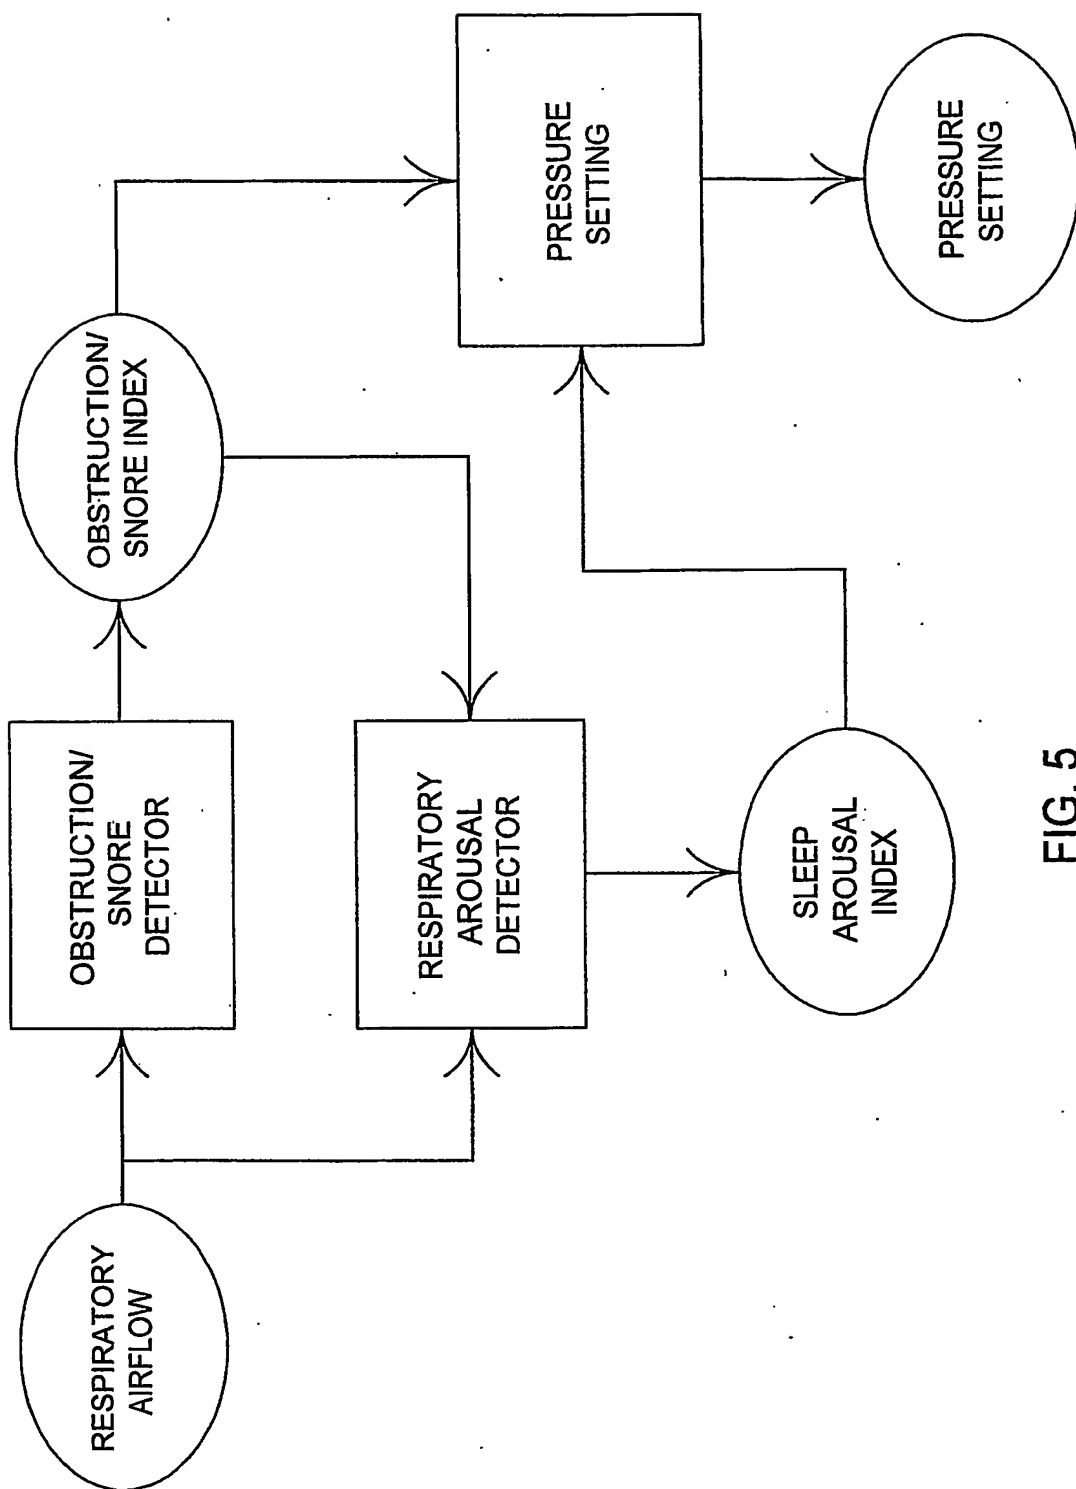 RESPIRATORY
AIRFLOW
OBSTRUCTION/
SNORE
DETECTOR
OBSTRUCTION/
SNORE INDEX
RESPIRATORY
AROUSAL
DETECTOR
SLEEP
AROUSAL
INDEX
PRESSURE
SETTING
PRESSURE
SETTING
FIG. 5